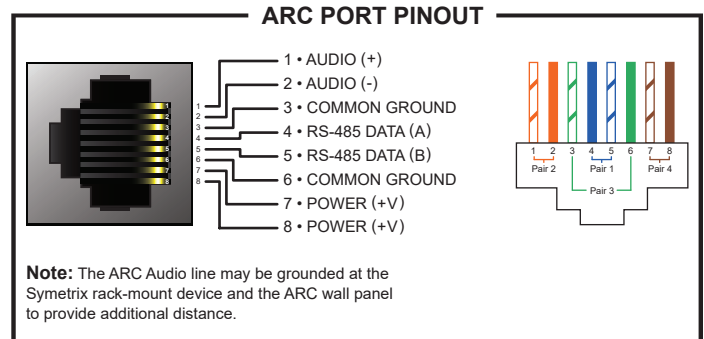 ARC PORT PINOUT
1 • AUDIO (+)
2 • AUDIO (-)
3 • COMMON GROUND
4 • RS-485 DATA (A)
5 • RS-485 DATA (B)
6 • COMMON GROUND
7 • POWER (+V)
8 • POWER (+V)
1
2
3
4
5
6
7
8
1 2 3 4 5 6 7 8
Pair 2 Pair 1 Pair 4
Pair 3
Note: The ARC Audio line may be grounded at the
Symetrix rack-mount device and the ARC wall panel
to provide additional distance.